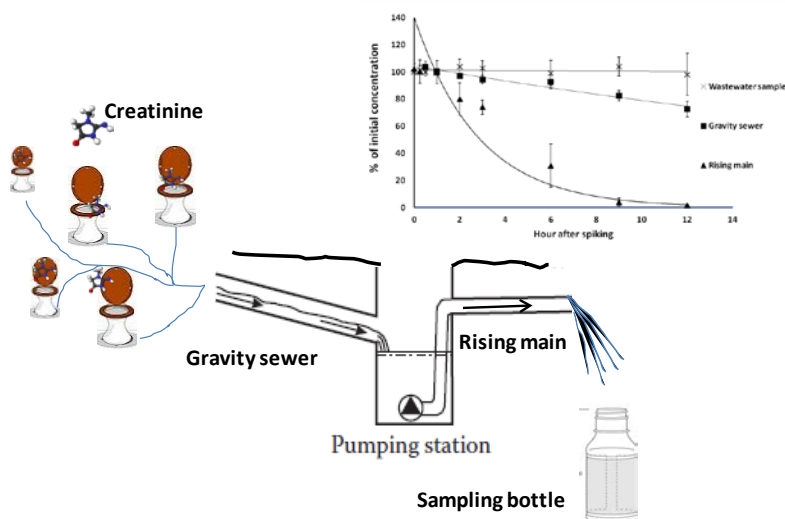 Creatinine
% of initial concentration
140
120
100
80
60
40
20
0
0
2
4
6
8
10
12
14
Hour after spiking
Wastewater sample
Gravity sewer
Rising main
Gravity sewer
Rising main
Pumping station
Sampling bottle